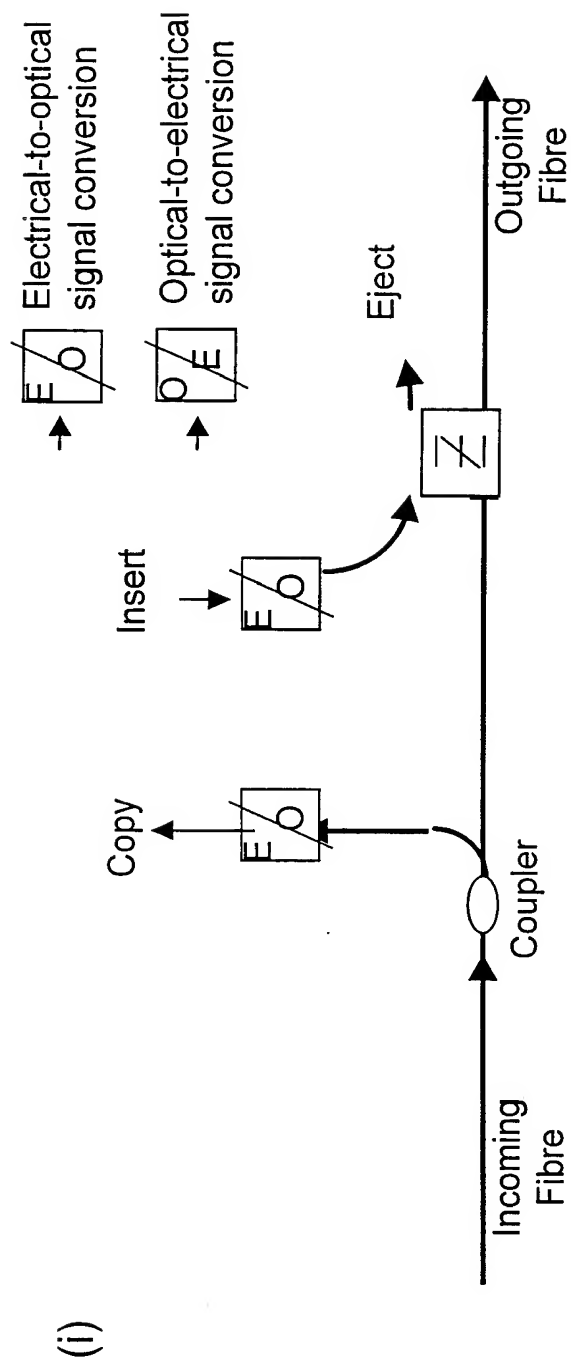 (i)
E
O
Electrical-to-optical
signal conversion
O
E
Optical-to-electrical
signal conversion
Copy
E
O
Insert
E
O
Eject
Incoming
Fibre
Coupler
Outgoing
Fibre